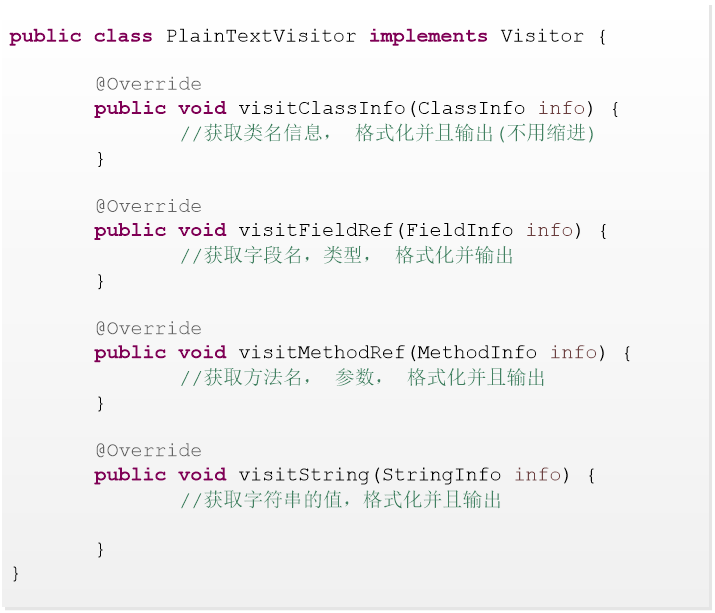 public class PlainTextVisitor implements Visitor {
@Override
public void visitClassInfo(ClassInfo info) {
//获取类名信息， 格式化并且输出(不用缩进)
}
@Override
public void visitFieldRef(FieldInfo info) {
//获取字段名，类型， 格式化并输出
}
@Override
public void visitMethodRef(MethodInfo info) {
//获取方法名， 参数， 格式化并且输出
}
@Override
public void visitString(StringInfo info) {
//获取字符串的值，格式化并且输出
}
}